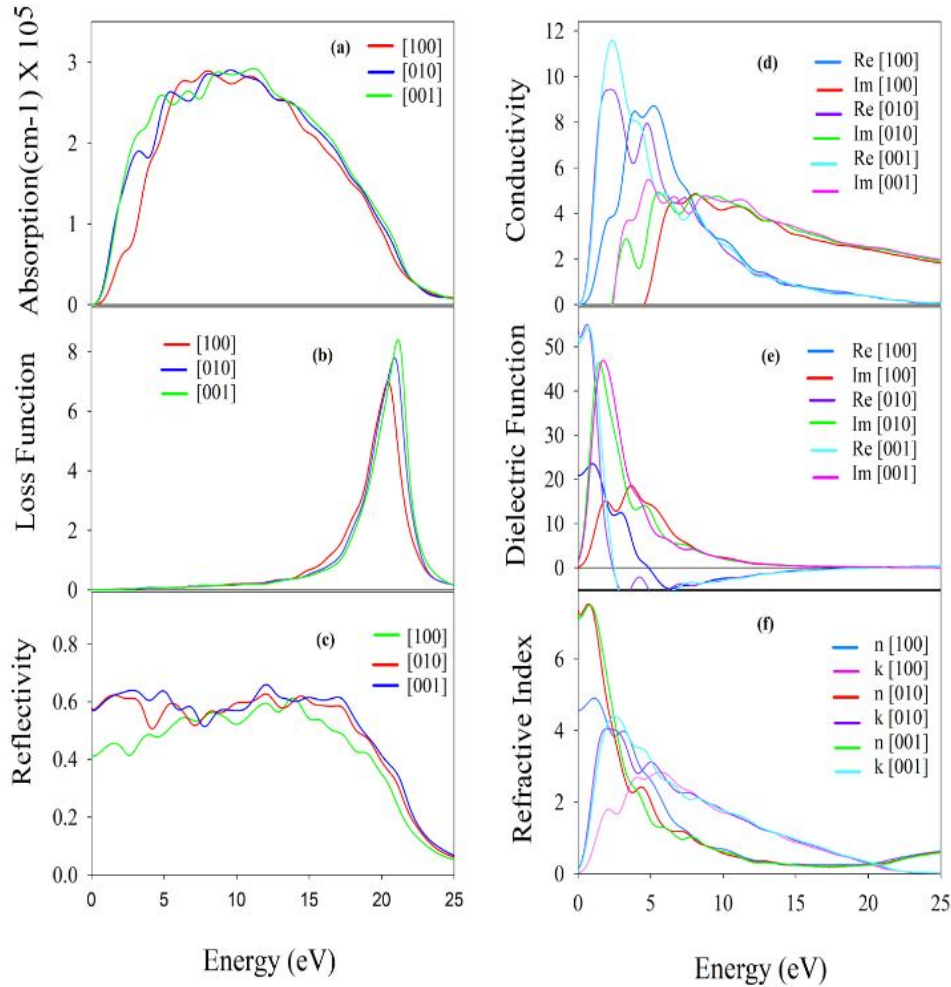 (a)
[100]
[010]
[001]
3
2
1
0
Absorption(cm-1) X 10⁵
(b)
[100]
[010]
[001]
8
6
4
2
0
Loss Function
(c)
[100]
[010]
[001]
0.8
0.6
0.4
0.2
0.0
Reflectivity
0 5 10 15 20 25
Energy (eV)
(d)
Re [100]
Im [100]
Re [010]
Im [010]
Re [001]
Im [001]
12
10
8
6
4
2
0
Conductivity
(e)
Re [100]
Im [100]
Re [010]
Im [010]
Re [001]
Im [001]
50
40
30
20
10
0
Dielectric Function
(f)
n [100]
k [100]
n [010]
k [010]
n [001]
k [001]
6
4
2
0
Refractive Index
0 5 10 15 20 25
Energy (eV)